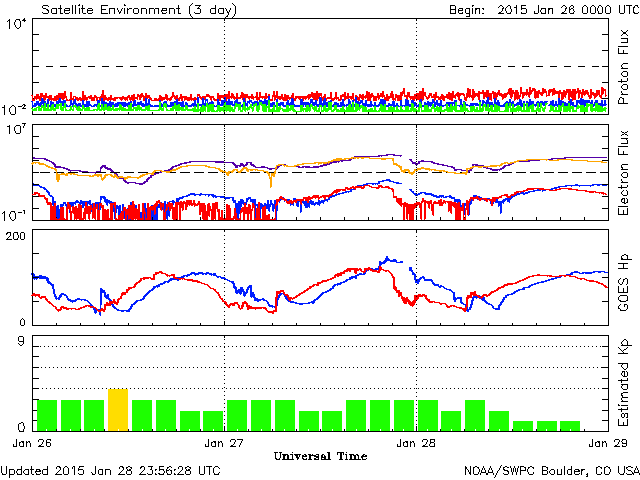 Satellite Environment (3 day) Begin: 2015 Jan 26 0000 UTC
10^4
10^-2
Proton Flux
10^7
10^-1
Electron Flux
200
0
GOES Hp
9
0
Estimated Kp
Jan 26 Jan 27 Jan 28 Jan 29
Universal Time
Updated 2015 Jan 28 23:56:28 UTC NOAA/SWPC Boulder, CO USA